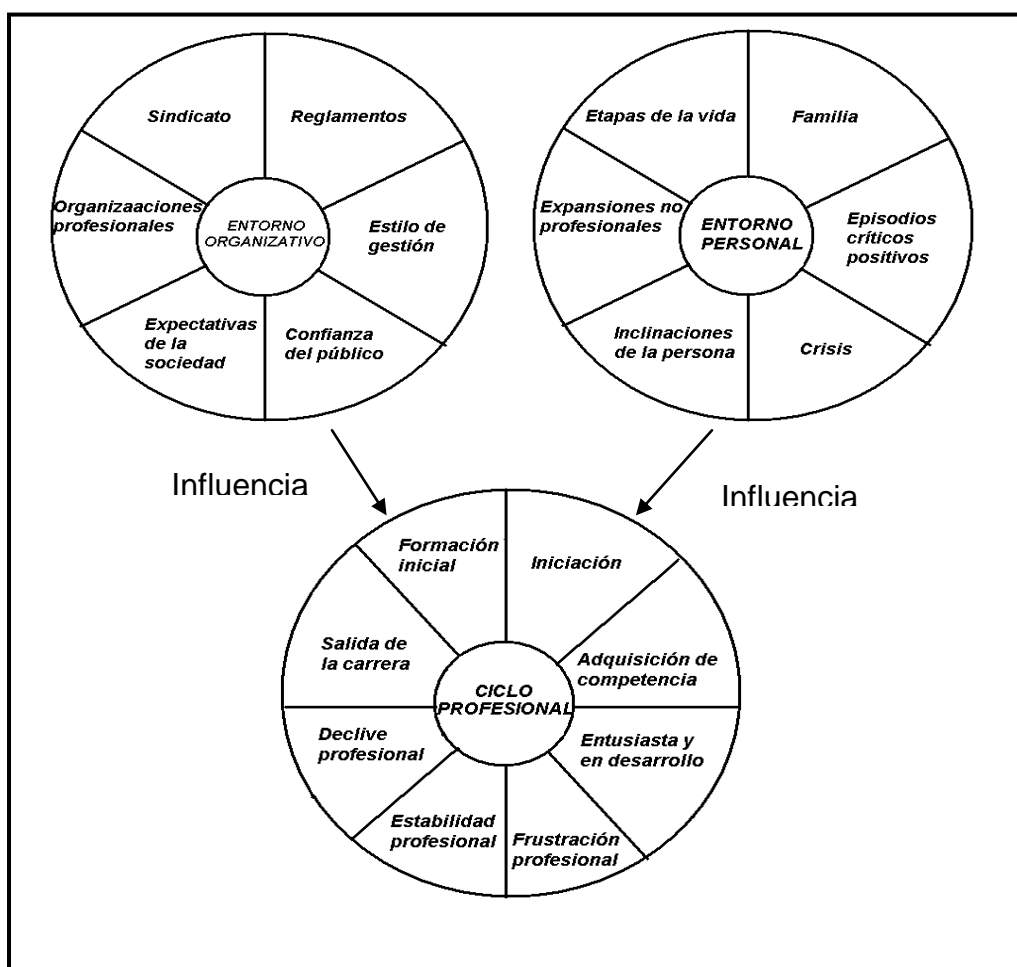 Sindicato
Reglamentos
Organizaaciones
profesionales
ENTORNO
ORGANIZATIVO
Estilo de
gestión
Expectativas
de la
sociedad
Confianza
del público
Etapas de la vida
Familia
Expansiones no
profesionales
ENTORNO
PERSONAL
Episodios
críticos
positivos
Inclinaciones
de la persona
Crisis
Influencia
Influencia
Formación
inicial
Iniciación
Salida de
la carrera
Adquisición de
competencia
CICLO
PROFESIONAL
Declive
profesional
Entusiasta y
en desarrollo
Estabilidad
profesional
Frustración
profesional